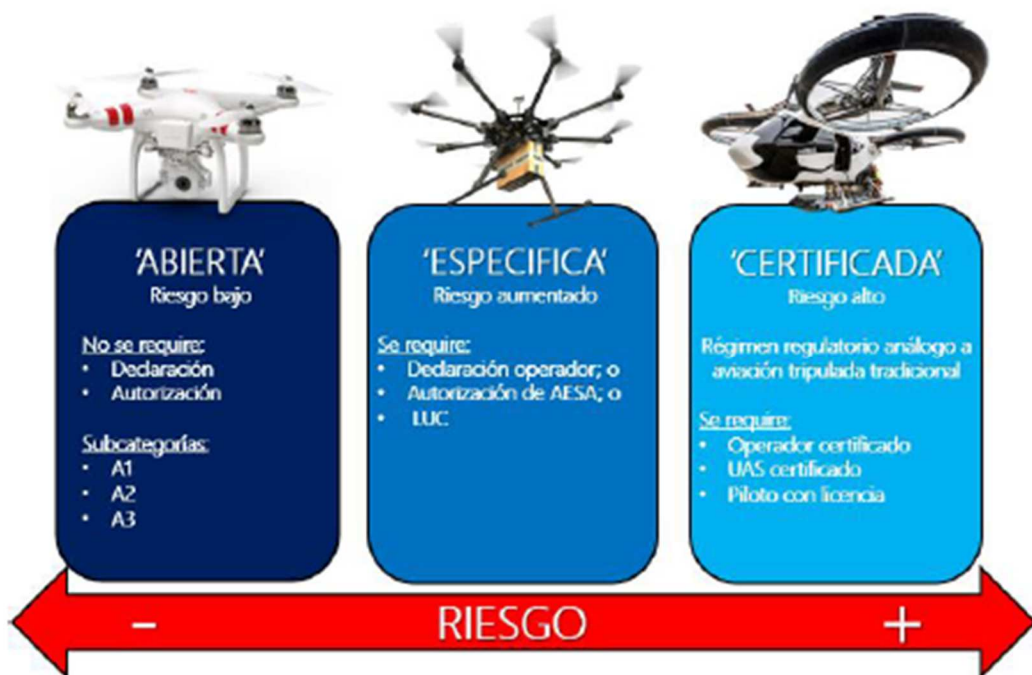 'ABIERTA'
Riesgo bajo
No se require:
• Declaración
• Autorización
Subcategorías:
• A1
• A2
• A3
'ESPECIFICA'
Riesgo aumentado
Se require:
• Declaración operador; o
• Autorización de AESA; o
• LUC
'CERTIFICADA'
Riesgo alto
Régimen regulatorio análogo a
aviación tripulada tradicional
Se require:
• Operador certificado
• UAS certificado
• Piloto con licencia
– RIESGO +